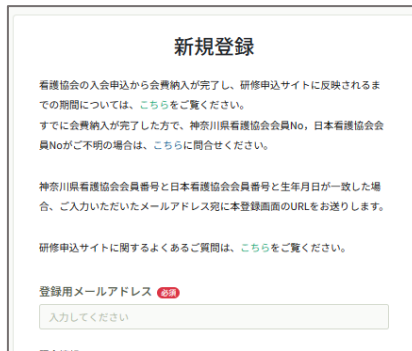 新規登録
看護協会の入会申込から会費納入が完了し、研修申込サイトに反映されるま
での期間については、こちらをご覧ください。
すでに会費納入が完了した方で、神奈川県看護協会会員No，日本看護協会会
員Noがご不明の場合は、こちらに問合せください。
神奈川県看護協会会員番号と日本看護協会会員番号と生年月日が一致した場
合、ご入力いただいたメールアドレス宛に本登録画面のURLをお送りします。
研修申込サイトに関するよくあるご質問は、こちらをご覧ください。
登録用メールアドレス 必須
入力してください